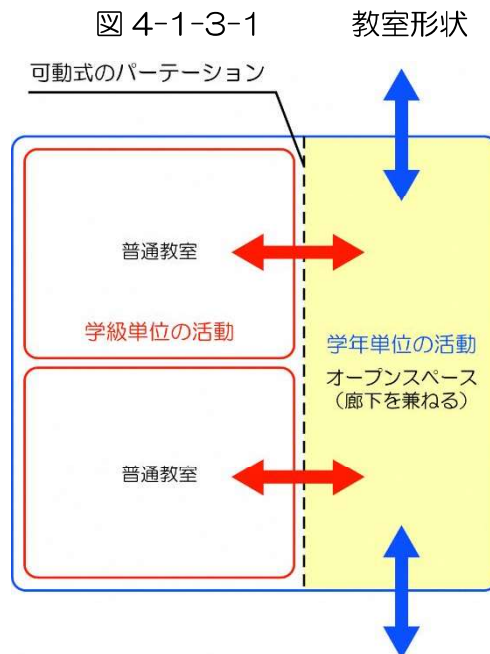 図 4-1-3-1 教室形状
可動式のパーテーション
普通教室
学級単位の活動
学年単位の活動
オープンスペース
（廊下を兼ねる）
普通教室